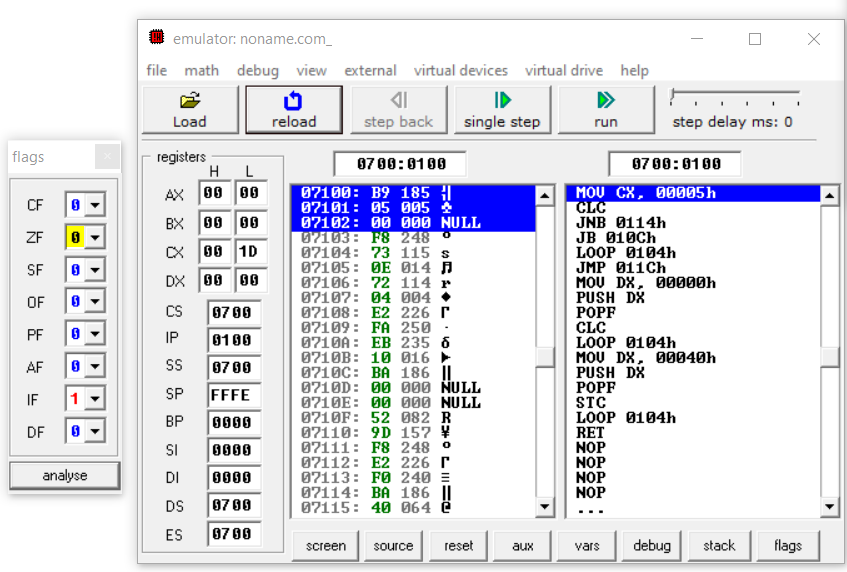 emulator: noname.com_
file math debug view external virtual devices virtual drive help
Load reload step back single step run step delay ms: 0
flags
CF 0
ZF 0
SF 0
OF 0
PF 0
AF 0
IF 1
DF 0
analyse
registers
H L
AX 00 00
BX 00 00
CX 00 1D
DX 00 00
CS 0700
IP 0100
SS 0700
SP FFFE
BP 0000
SI 0000
DI 0000
DS 0700
ES 0700
0700:0100
07100: B9 185 ╣
07101: 05 005 ♣
07102: 00 000 NULL
07103: F8 248 °
07104: 73 115 s
07105: 0E 014 ♫
07106: 72 114 r
07107: 04 004 ♦
07108: E2 226 Γ
07109: FA 250 ·
0710A: EB 235 δ
0710B: 10 016 ►
0710C: BA 186 ║
0710D: 00 000 NULL
0710E: 00 000 NULL
0710F: 52 082 R
07110: 9D 157 ¥
07111: F8 248 °
07112: E2 226 Γ
07113: F0 240 ≡
07114: BA 186 ║
07115: 40 064 @
0700:0100
MOV CX, 00005h
CLC
JNB 0114h
JB 010Ch
LOOP 0104h
JMP 011Ch
MOV DX, 00000h
PUSH DX
POPF
CLC
LOOP 0104h
MOV DX, 00040h
PUSH DX
POPF
STC
LOOP 0104h
RET
NOP
NOP
NOP
NOP
...
screen source reset aux vars debug stack flags